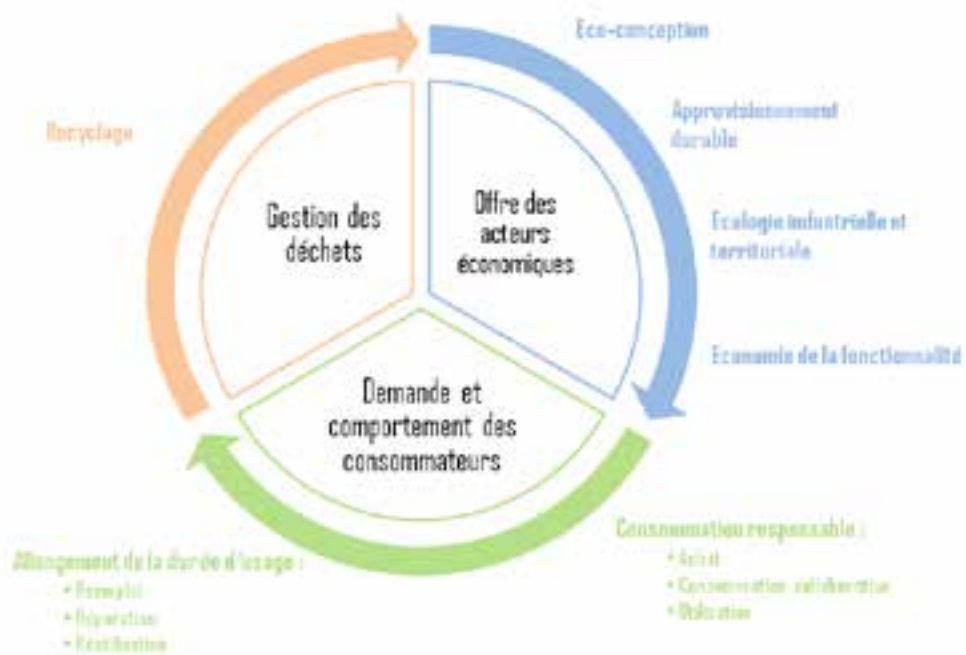 Eco-conception
Approvisionnement
durable
Ecologie industrielle et
territoriale
Economie de la fonctionnalité
Offre des
acteurs
économiques
Recyclage
Gestion des
déchets
Demande et
comportement des
consommateurs
Consommation responsable :
• Achat
• Consommation collaborative
• Utilisation
Allongement de la durée d'usage :
• Réemploi
• Réparation
• Réutilisation